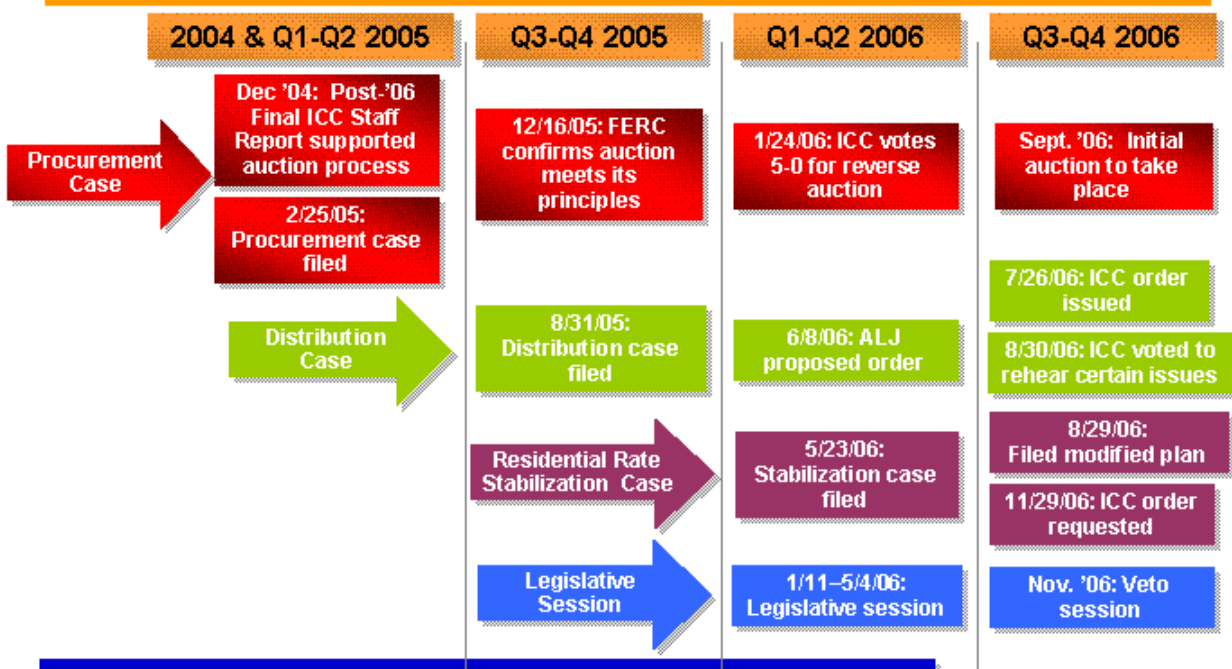 2004 & Q1-Q2 2005
Q3-Q4 2005
Q1-Q2 2006
Q3-Q4 2006
Procurement
Case
Dec '04: Post-'06
Final ICC Staff
Report supported
auction process
2/25/05:
Procurement case
filed
12/16/05: FERC
confirms auction
meets its
principles
1/24/06: ICC votes
5-0 for reverse
auction
Sept. '06: Initial
auction to take
place
Distribution
Case
8/31/05:
Distribution case
filed
6/8/06: ALJ
proposed order
7/26/06: ICC order
issued
8/30/06: ICC voted to
rehear certain issues
Residential Rate
Stabilization Case
5/23/06:
Stabilization case
filed
8/29/06:
Filed modified plan
11/29/06: ICC order
requested
Legislative
Session
1/11–5/4/06:
Legislative session
Nov. '06: Veto
session